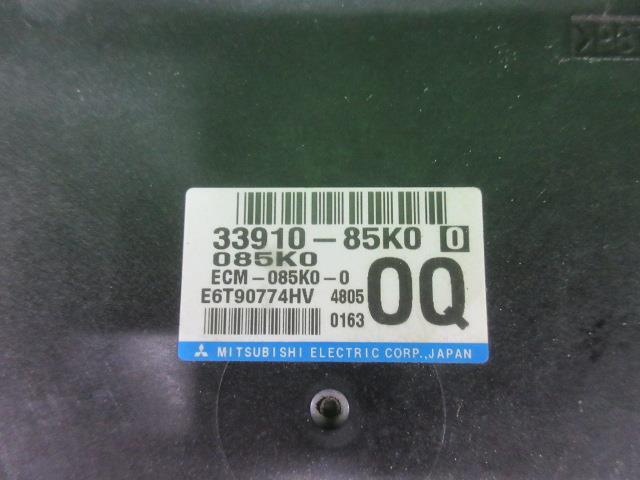 33910-85K0 0
085K0
ECM-085K0-0
E6T90774HV 4805
0163
0Q
MITSUBISHI ELECTRIC CORP., JAPAN